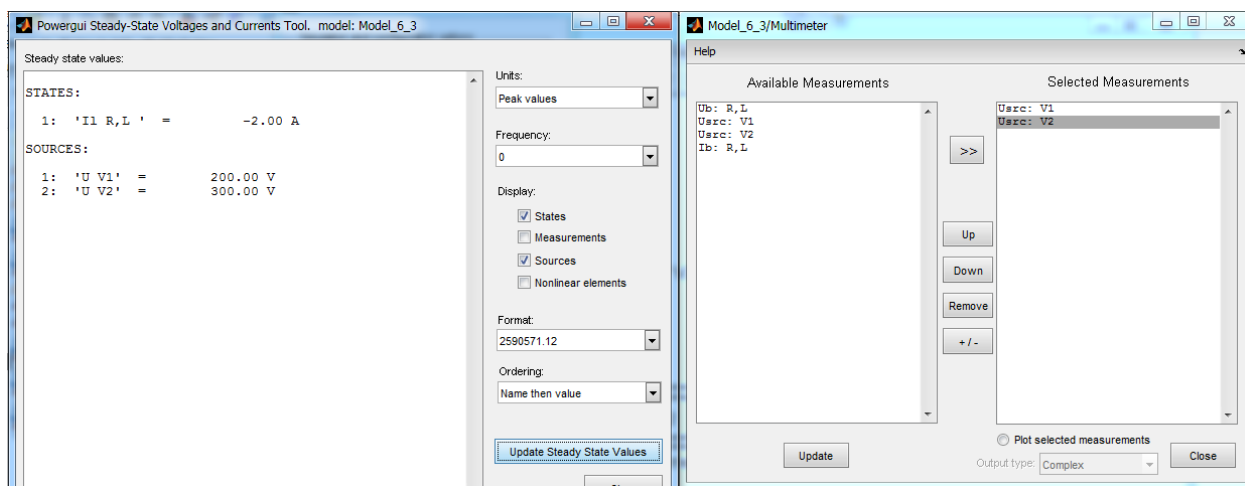 Powergui Steady-State Voltages and Currents Tool.  model: Model_6_3
Steady state values:
STATES:
1:  'Il R,L '  =  -2.00 A
SOURCES:
1:  'U V1'  =  200.00 V
2:  'U V2'  =  300.00 V
Units:
Peak values
Frequency:
0
Display:
States
Measurements
Sources
Nonlinear elements
Format:
2590571.12
Ordering:
Name then value
Update Steady State Values
Model_6_3/Multimeter
Help
Available Measurements
Ub: R,L
Usrc: V1
Usrc: V2
Ib: R,L
>>
Up
Down
Remove
+ / -
Selected Measurements
Usrc: V1
Usrc: V2
Update
Plot selected measurements
Output type:
Complex
Close